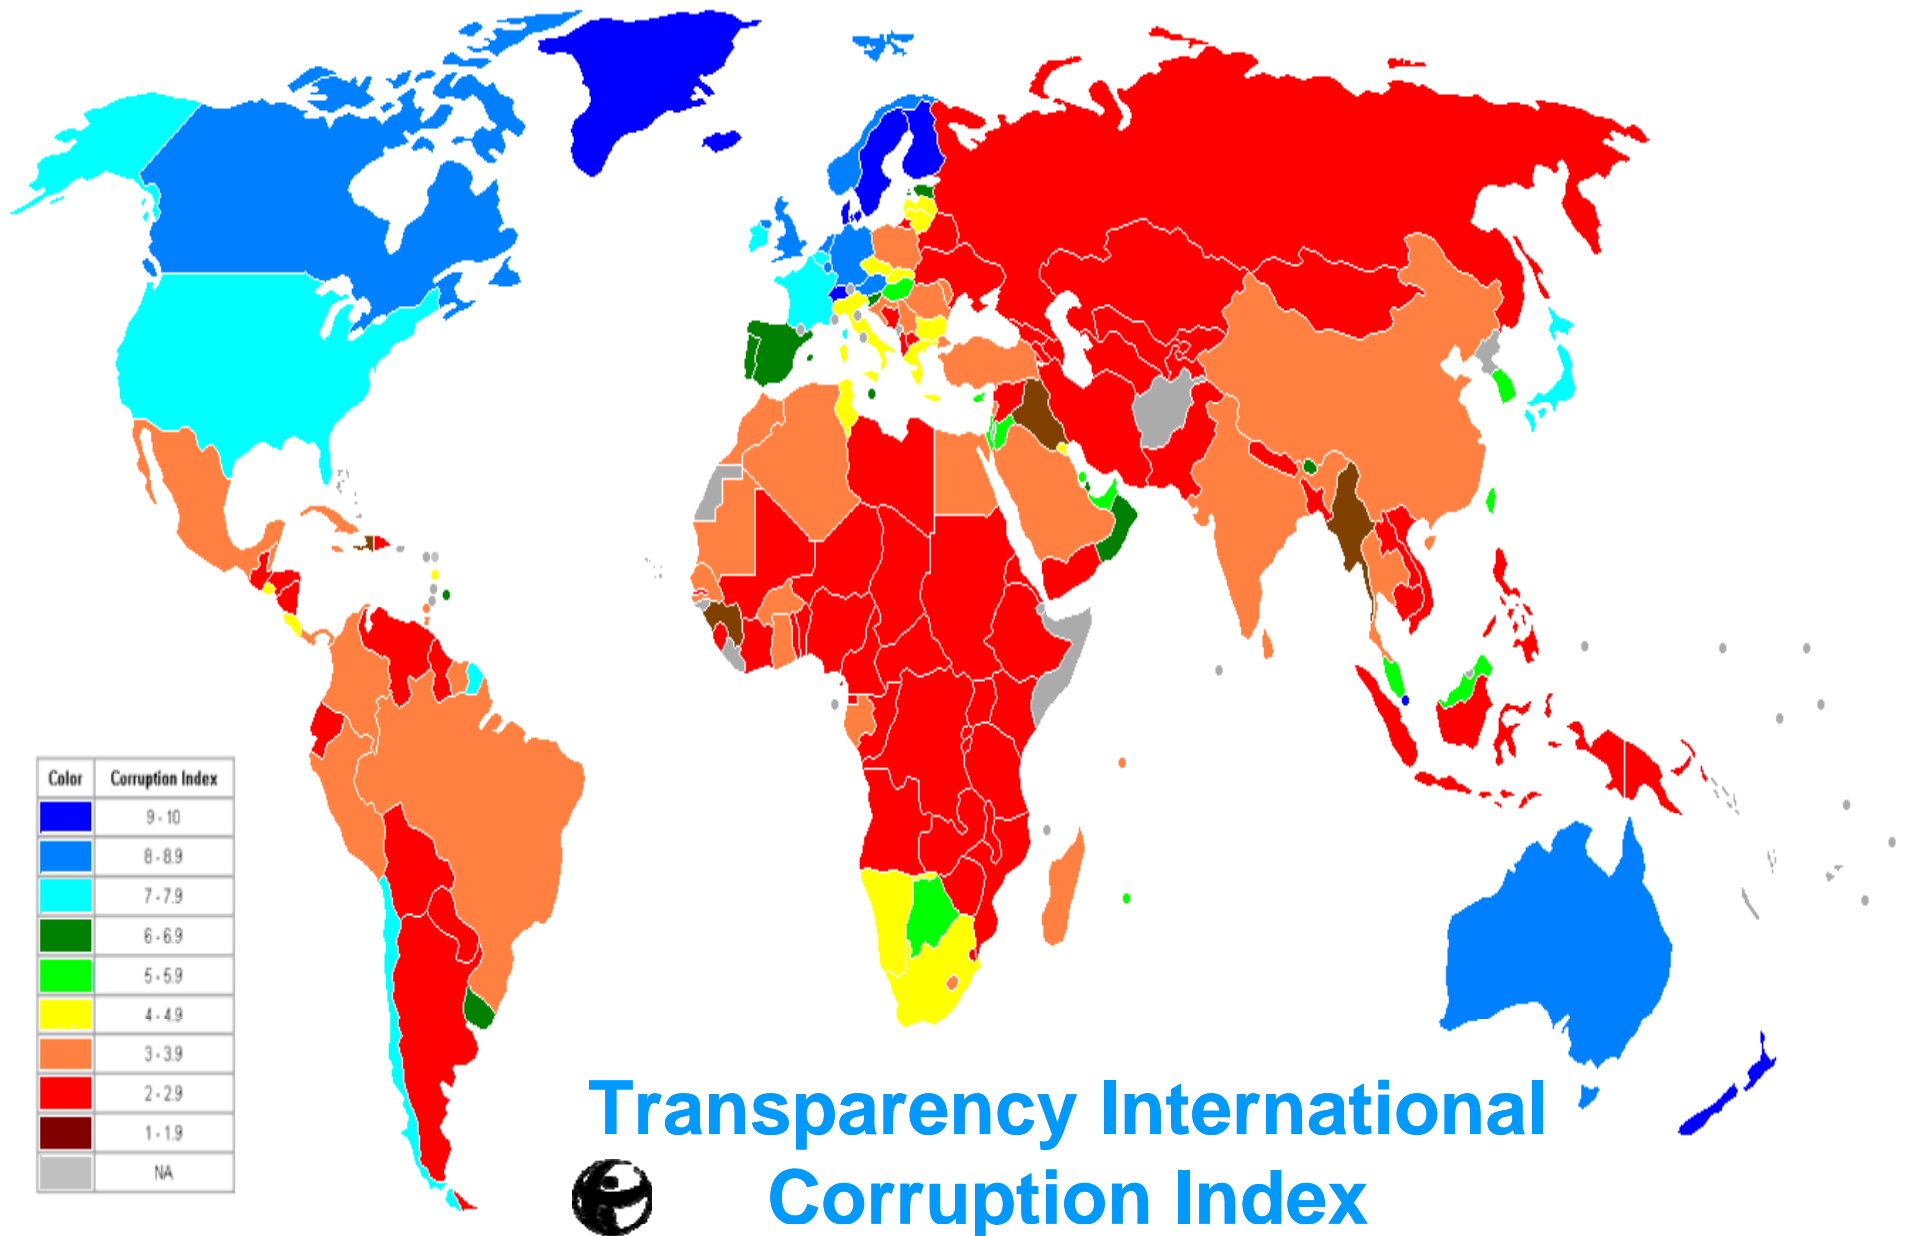 Color Corruption Index
9 - 10
8 - 8.9
7 - 7.9
6 - 6.9
5 - 5.9
4 - 4.9
3 - 3.9
2 - 2.9
1 - 1.9
NA
Transparency International
Corruption Index